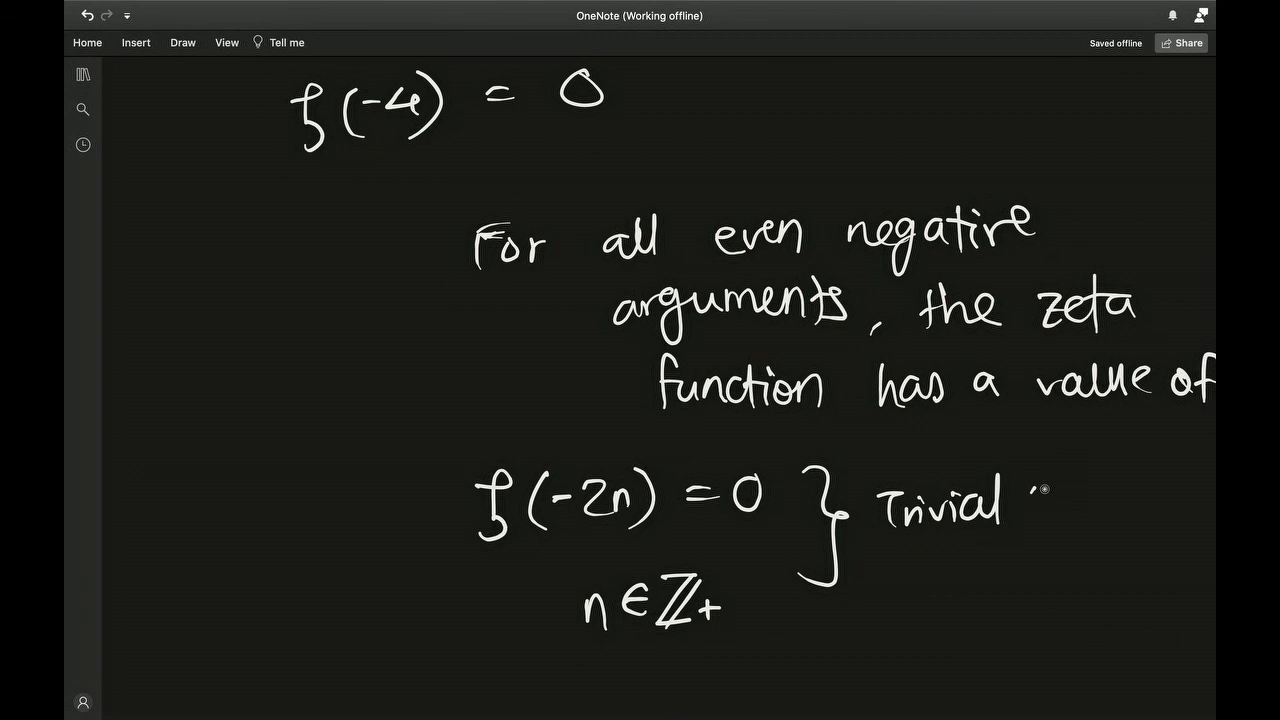 OneNote (Working offline)
Home Insert Draw View Tell me Saved offline Share
ζ(-4) = 0
For all even negative
arguments, the zeta
function has a value of
ζ(-2n) = 0 } Trivial
n ∈ ℤ+